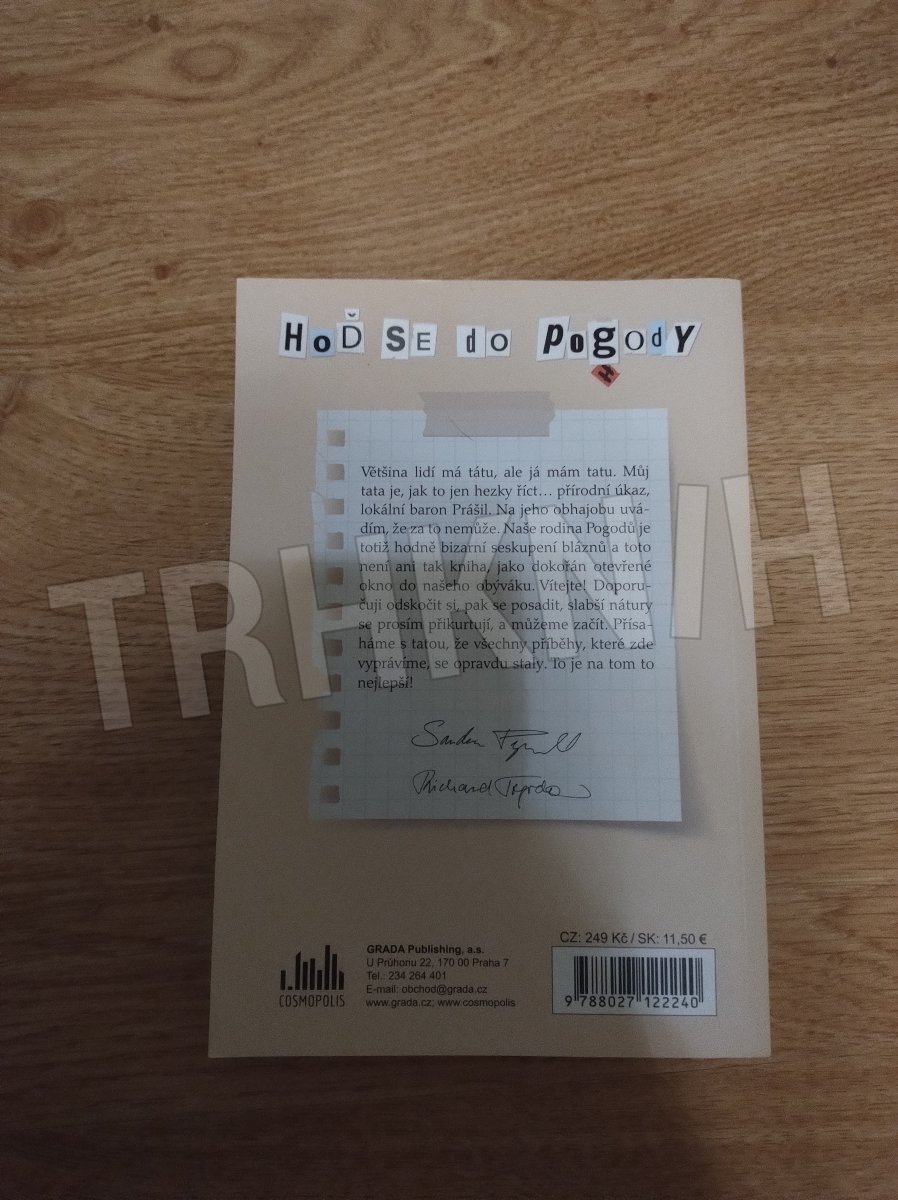 HoĎ SE do PogodY
H
Většina lidí má tátu, ale já mám tatu. Můj
tata je, jak to jen hezky říct... přírodní úkaz,
lokální baron Prášil. Na jeho obhajobu uvá-
dím, že za to nemůže. Naše rodina Pogodů je
totiž hodně bizarní seskupení bláznů a toto
není ani tak kniha, jako dokořán otevřené
okno do našeho obýváku. Vítejte! Doporu-
čuji odskočit si, pak se posadit, slabší nátury
se prosím přikurtují, a můžeme začít. Přísa-
háme s tatou, že všechny příběhy, které zde
vyprávíme, se opravdu staly. To je na tom to
nejlepší!
TRHKNIH
Richard Pogoda
COSMOPOLIS
GRADA Publishing, a.s.
U Průhonu 22, 170 00 Praha 7
Tel.: 234 264 401
E-mail: obchod@grada.cz
www.grada.cz; www.cosmopolis
CZ: 249 Kč / SK: 11,50 €
9 788027 122240